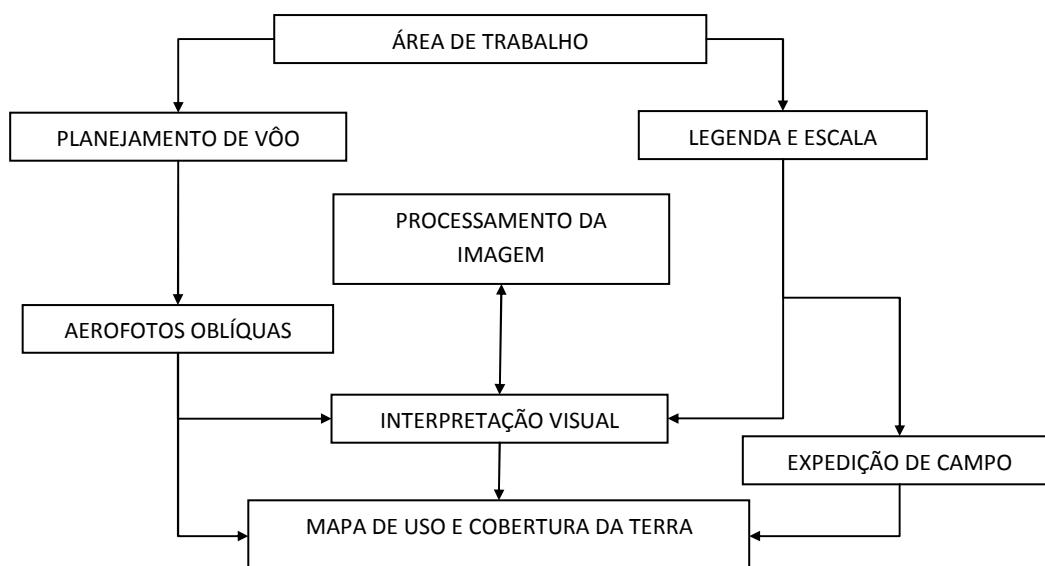 ÁREA DE TRABALHO
PLANEJAMENTO DE VÔO
LEGENDA E ESCALA
PROCESSAMENTO DA
IMAGEM
AEROFOTOS OBLÍQUAS
INTERPRETAÇÃO VISUAL
EXPEDIÇÃO DE CAMPO
MAPA DE USO E COBERTURA DA TERRA